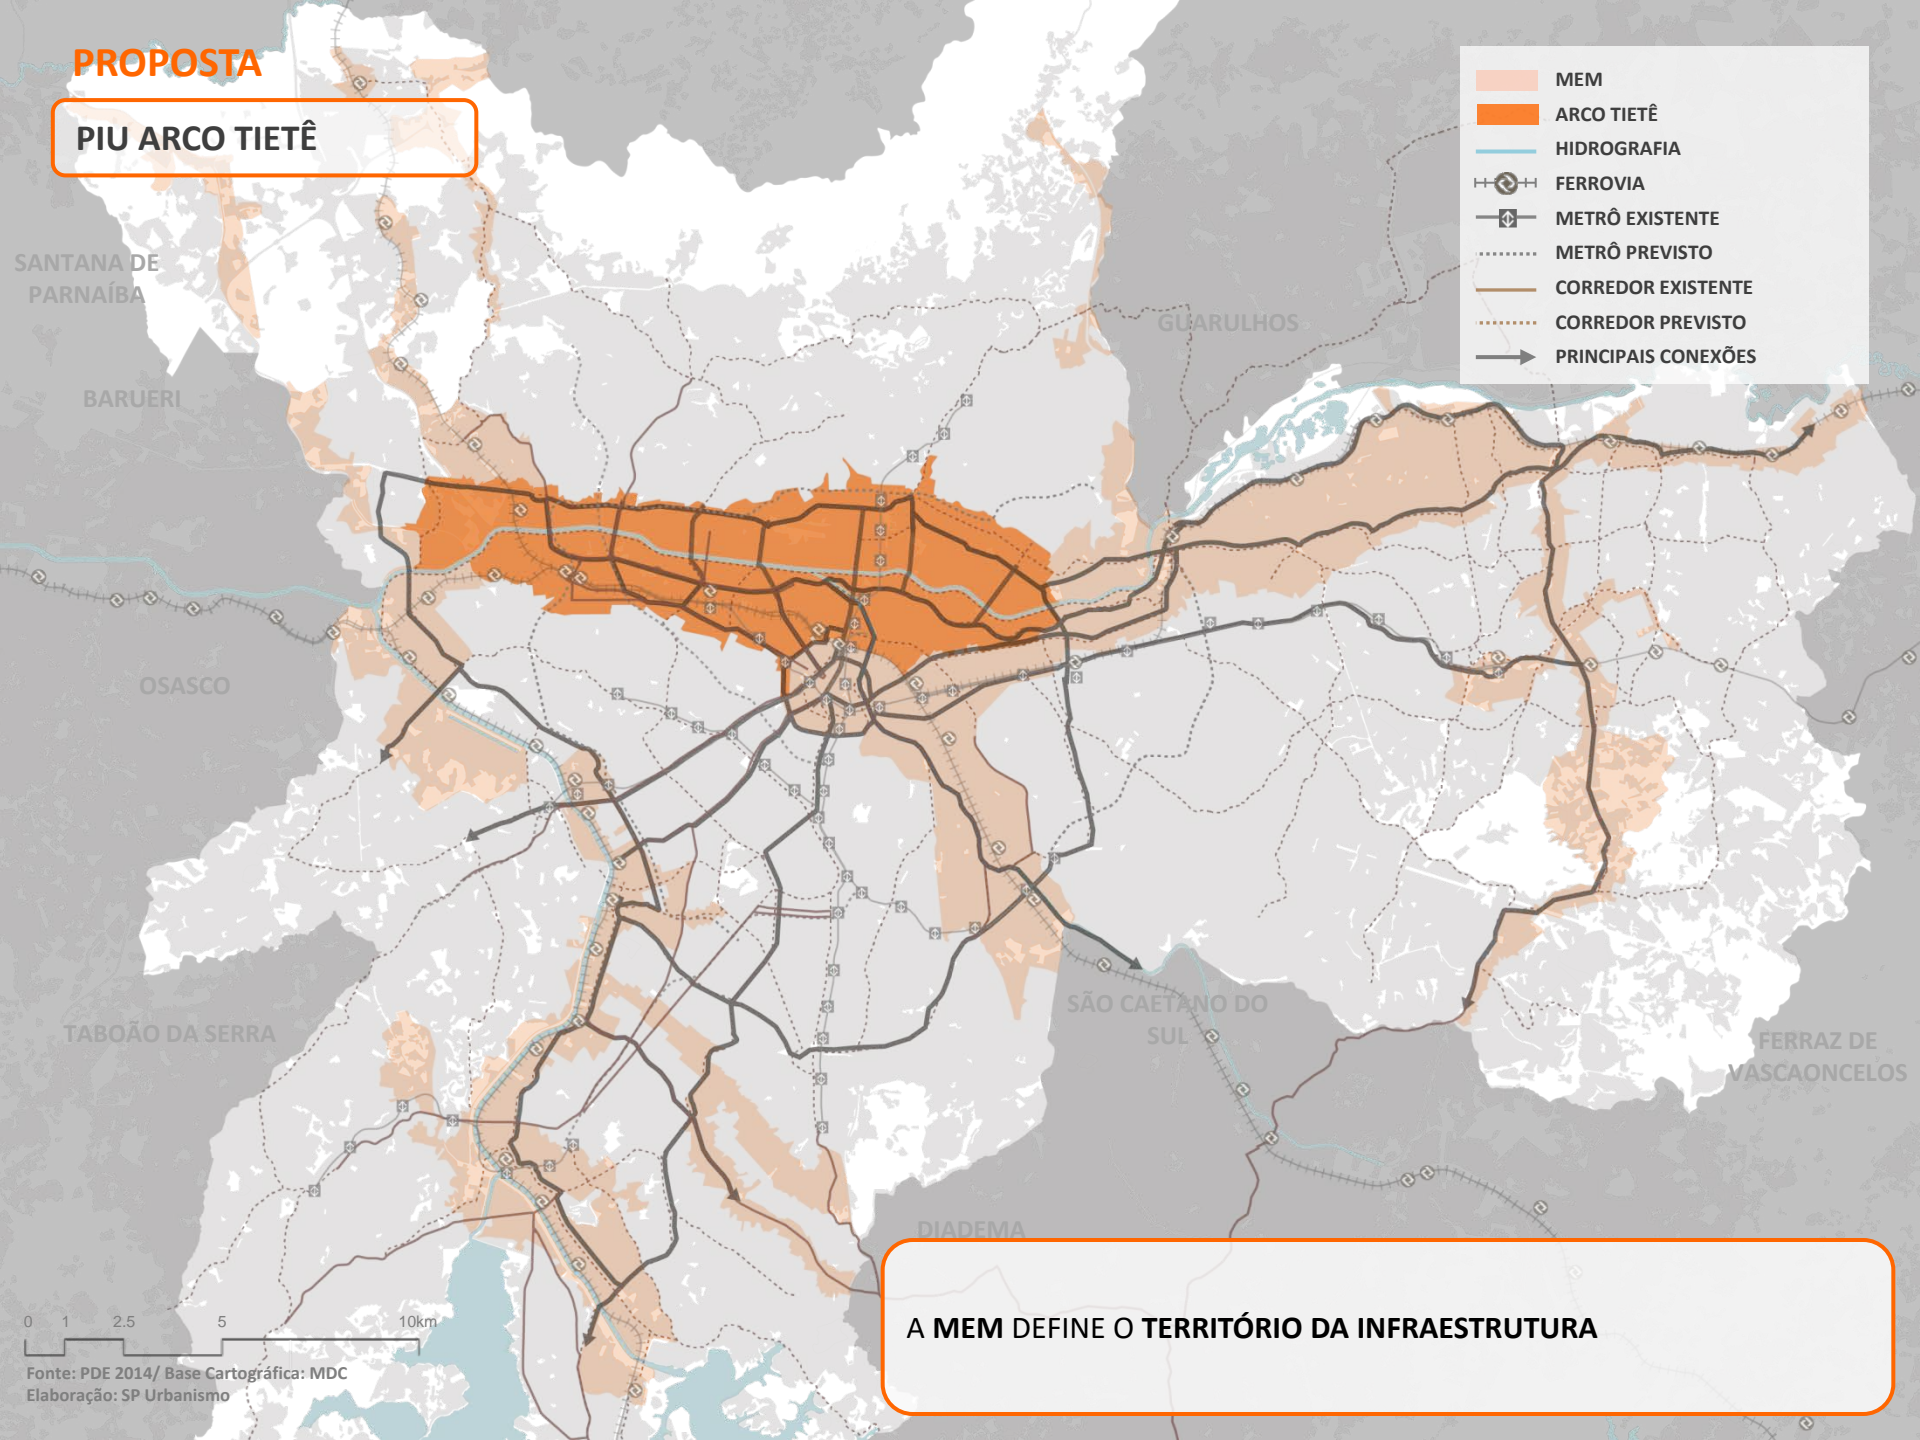 PROPOSTA
PIU ARCO TIETÊ
MEM
ARCO TIETÊ
HIDROGRAFIA
FERROVIA
METRÔ EXISTENTE
METRÔ PREVISTO
CORREDOR EXISTENTE
CORREDOR PREVISTO
PRINCIPAIS CONEXÕES
SANTANA DE
PARNAÍBA
GUARULHOS
BARUERI
OSASCO
TABOÃO DA SERRA
SÃO CAETANO DO
SUL
FERRAZ DE
VASCAONCELOS
DIADEMA
A MEM DEFINE O TERRITÓRIO DA INFRAESTRUTURA
0 1 2.5 5 10km
Fonte: PDE 2014/ Base Cartográfica: MDC
Elaboração: SP Urbanismo